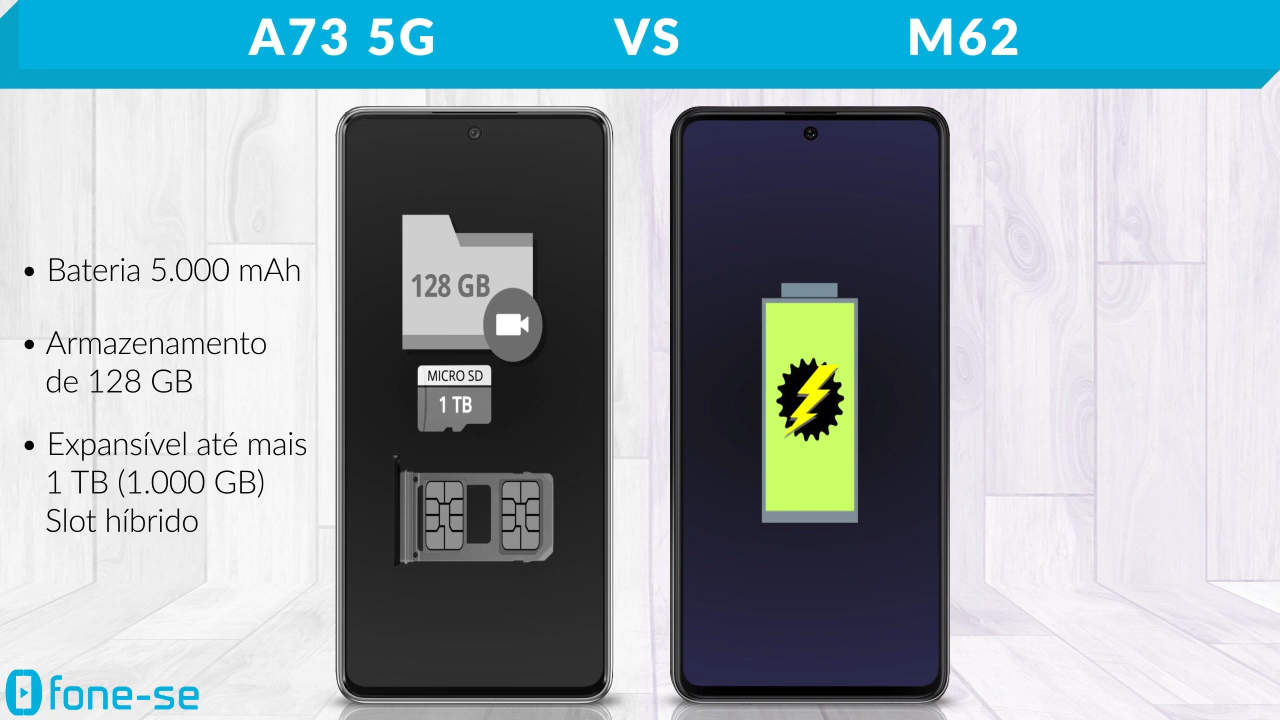 A73 5G VS M62
• Bateria 5.000 mAh
• Armazenamento
de 128 GB
• Expansível até mais
1 TB (1.000 GB)
Slot híbrido
128 GB
MICRO SD
1 TB
fone-se